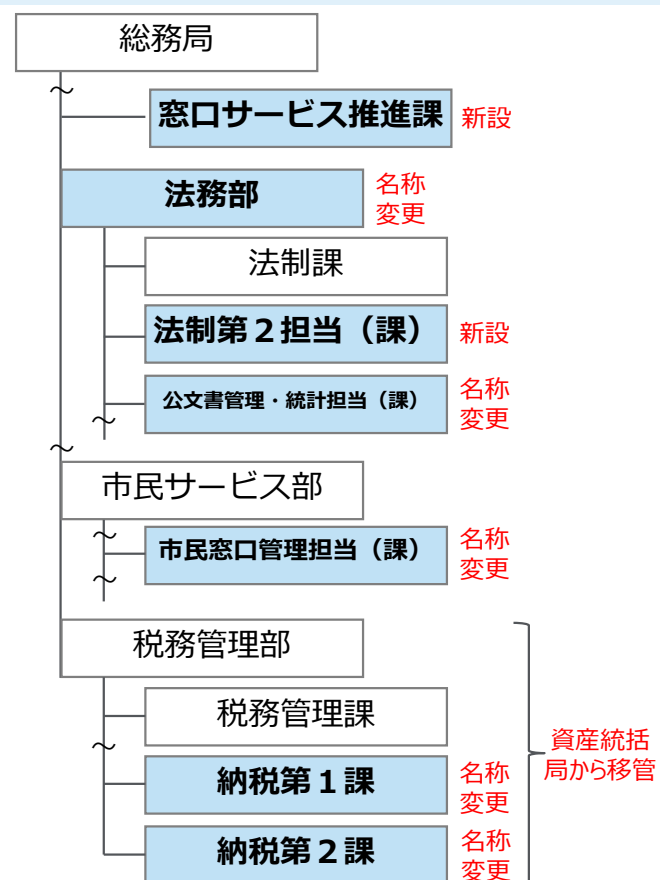 総務局
窓口サービス推進課
新設
法務部
名称
変更
法制課
法制第２担当（課）
新設
公文書管理・統計担当（課）
名称
変更
市民サービス部
市民窓口管理担当（課）
名称
変更
税務管理部
税務管理課
資産統括
局から移管
納税第１課
名称
変更
納税第２課
名称
変更